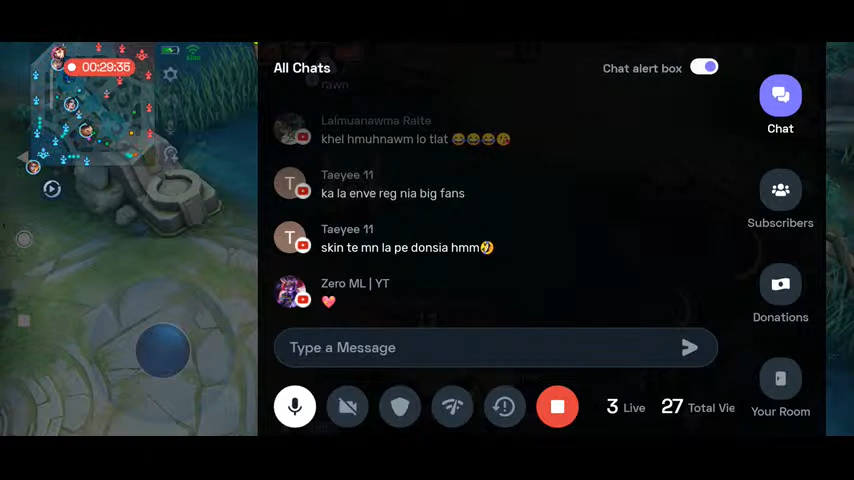 00:29:35
All Chats
Chat alert box
rawn
Lalmuanawma Ralte
khel hmuhnawm lo tlat 😂😂😂😘
Chat
T
Taeyee 11
ka la enve reg nia big fans
Subscribers
T
Taeyee 11
skin te mn la pe donsia hmm🤣
Zero ML | YT
💖
Donations
Type a Message
3 Live
27 Total Vie
Your Room